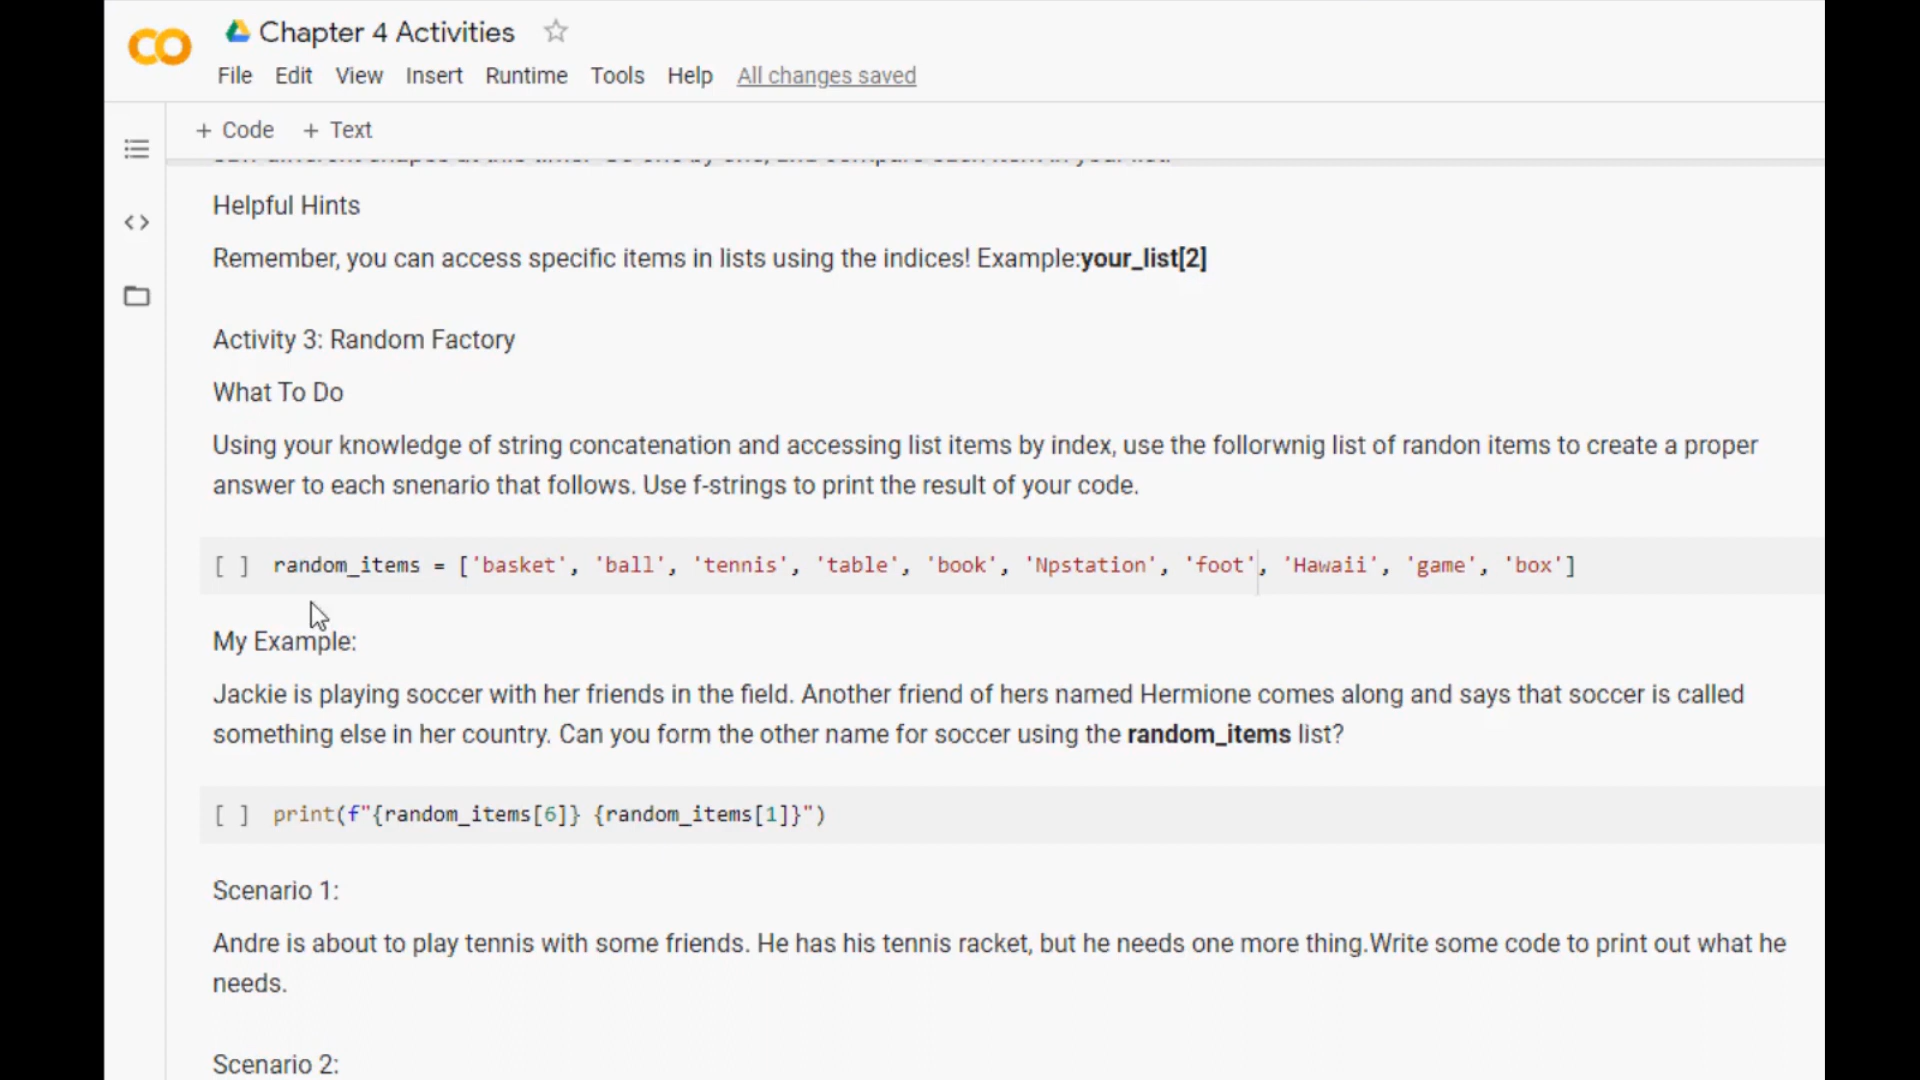 Chapter 4 Activities
File Edit View Insert Runtime Tools Help All changes saved
+ Code + Text
Helpful Hints
Remember, you can access specific items in lists using the indices! Example:your_list[2]
Activity 3: Random Factory
What To Do
Using your knowledge of string concatenation and accessing list items by index, use the follorwnig list of randon items to create a proper
answer to each snenario that follows. Use f-strings to print the result of your code.
[ ] random_items = ['basket', 'ball', 'tennis', 'table', 'book', 'Npstation', 'foot', 'Hawaii', 'game', 'box']
My Example:
Jackie is playing soccer with her friends in the field. Another friend of hers named Hermione comes along and says that soccer is called
something else in her country. Can you form the other name for soccer using the random_items list?
[ ] print(f"{random_items[6]} {random_items[1]}")
Scenario 1:
Andre is about to play tennis with some friends. He has his tennis racket, but he needs one more thing.Write some code to print out what he
needs.
Scenario 2: